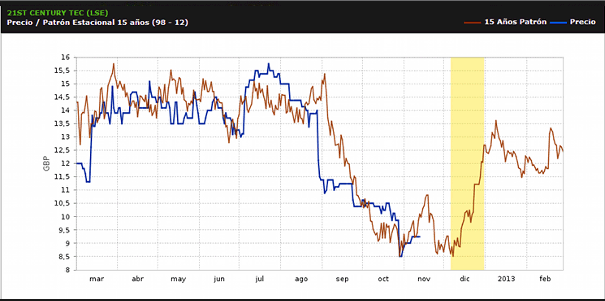 21ST CENTURY TEC (LSE)
Precio / Patrón Estacional 15 años (98 - 12)
15 Años Patrón
Precio
16
15,5
15
14,5
14
13,5
13
12,5
12
11,5
11
10,5
10
9,5
9
8,5
8
GBP
mar abr may jun jul ago sep oct nov dic 2013 feb